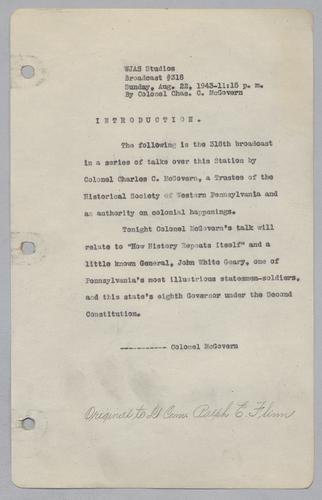 WJAS Studios
Broadcast #318
Sunday, Aug. 22, 1943-11:15 p. m.
By Colonel Chas. C. McGovern
INTRODUCTION.
The following is the 318th broadcast
in a series of talks over this Station by
Colonel Charles C. McGovern, a Trustee of the
Historical Society of Western Pennsylvania and
an authority on colonial happenings.
Tonight Colonel McGovern's talk will
relate to "How History Repeats Itself" and a
little known General, John White Geary, one of
Pennsylvania's most illustrious statesmen-soldiers,
and this state's eighth Governor under the Second
Constitution.
----------- Colonel McGovern
Original to Lt Com. Ralph E. Flinn